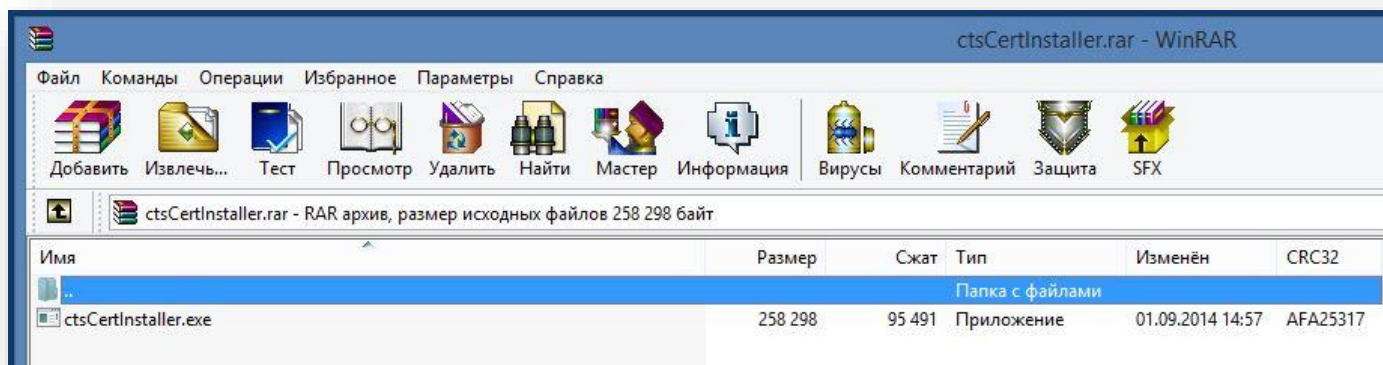 ctsCertInstaller.rar - WinRAR
Файл Команды Операции Избранное Параметры Справка
Добавить Извлечь... Тест Просмотр Удалить Найти Мастер Информация Вирусы Комментарий Защита SFX
ctsCertInstaller.rar - RAR архив, размер исходных файлов 258 298 байт
Имя Размер Сжат Тип Изменён CRC32
.. Папка с файлами
ctsCertInstaller.exe 258 298 95 491 Приложение 01.09.2014 14:57 AFA25317